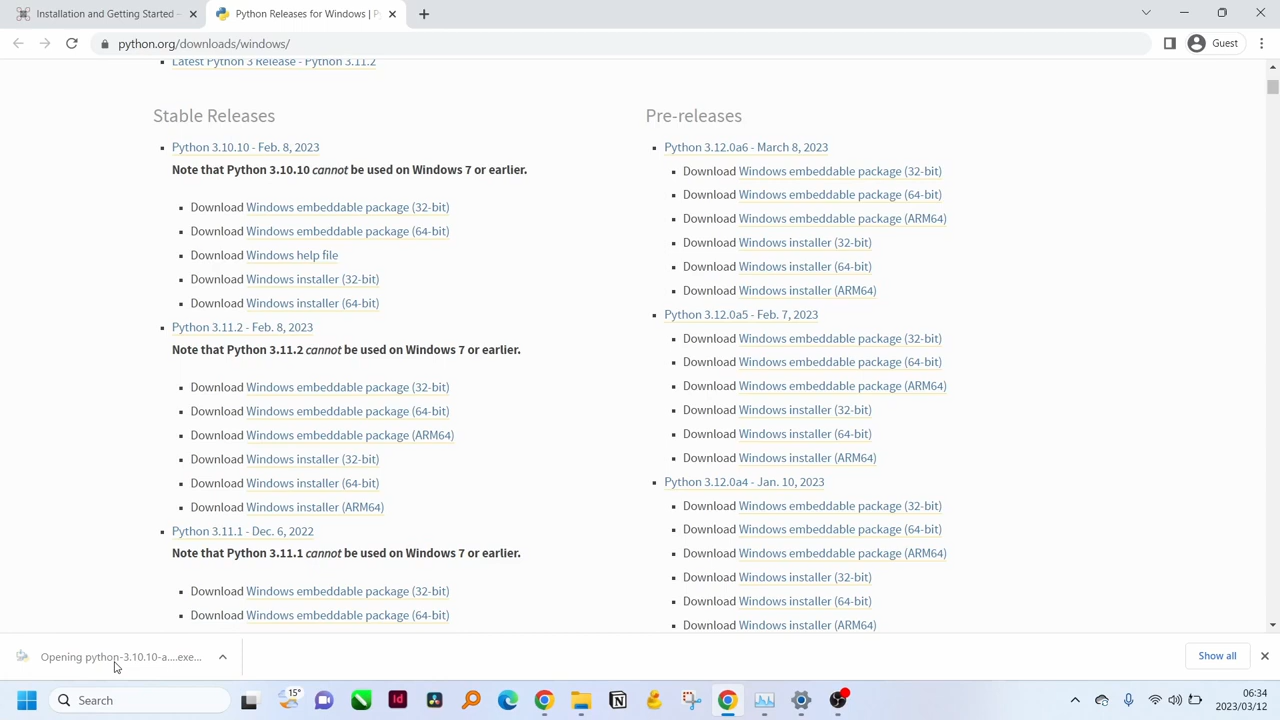 Installation and Getting Started –
Python Releases for Windows | P
python.org/downloads/windows/
Guest
Latest Python 3 Release - Python 3.11.2
Stable Releases
Python 3.10.10 - Feb. 8, 2023
Note that Python 3.10.10 cannot be used on Windows 7 or earlier.
Download Windows embeddable package (32-bit)
Download Windows embeddable package (64-bit)
Download Windows help file
Download Windows installer (32-bit)
Download Windows installer (64-bit)
Python 3.11.2 - Feb. 8, 2023
Note that Python 3.11.2 cannot be used on Windows 7 or earlier.
Download Windows embeddable package (32-bit)
Download Windows embeddable package (64-bit)
Download Windows embeddable package (ARM64)
Download Windows installer (32-bit)
Download Windows installer (64-bit)
Download Windows installer (ARM64)
Python 3.11.1 - Dec. 6, 2022
Note that Python 3.11.1 cannot be used on Windows 7 or earlier.
Download Windows embeddable package (32-bit)
Download Windows embeddable package (64-bit)
Pre-releases
Python 3.12.0a6 - March 8, 2023
Download Windows embeddable package (32-bit)
Download Windows embeddable package (64-bit)
Download Windows embeddable package (ARM64)
Download Windows installer (32-bit)
Download Windows installer (64-bit)
Download Windows installer (ARM64)
Python 3.12.0a5 - Feb. 7, 2023
Download Windows embeddable package (32-bit)
Download Windows embeddable package (64-bit)
Download Windows embeddable package (ARM64)
Download Windows installer (32-bit)
Download Windows installer (64-bit)
Download Windows installer (ARM64)
Python 3.12.0a4 - Jan. 10, 2023
Download Windows embeddable package (32-bit)
Download Windows embeddable package (64-bit)
Download Windows embeddable package (ARM64)
Download Windows installer (32-bit)
Download Windows installer (64-bit)
Download Windows installer (ARM64)
Opening python-3.10.10-a....exe...
Show all
Search
15°
Id
06:34
2023/03/12